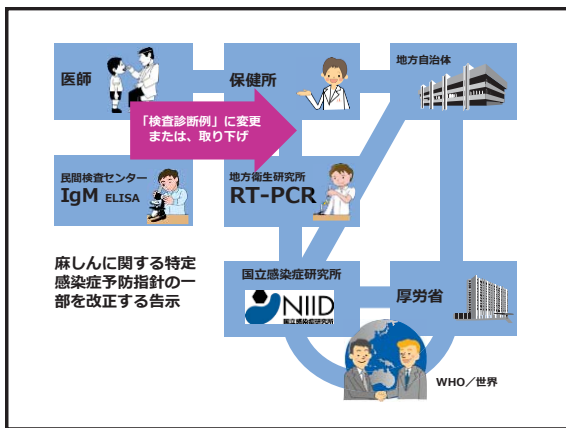 医師
保健所
地方自治体
「検査診断例」に変更
または、取り下げ
民間検査センター
IgM ELISA
地方衛生研究所
RT-PCR
麻しんに関する特定
感染症予防指針の一
部を改正する告示
国立感染症研究所
NIID
国立感染症研究所
厚労省
WHO／世界